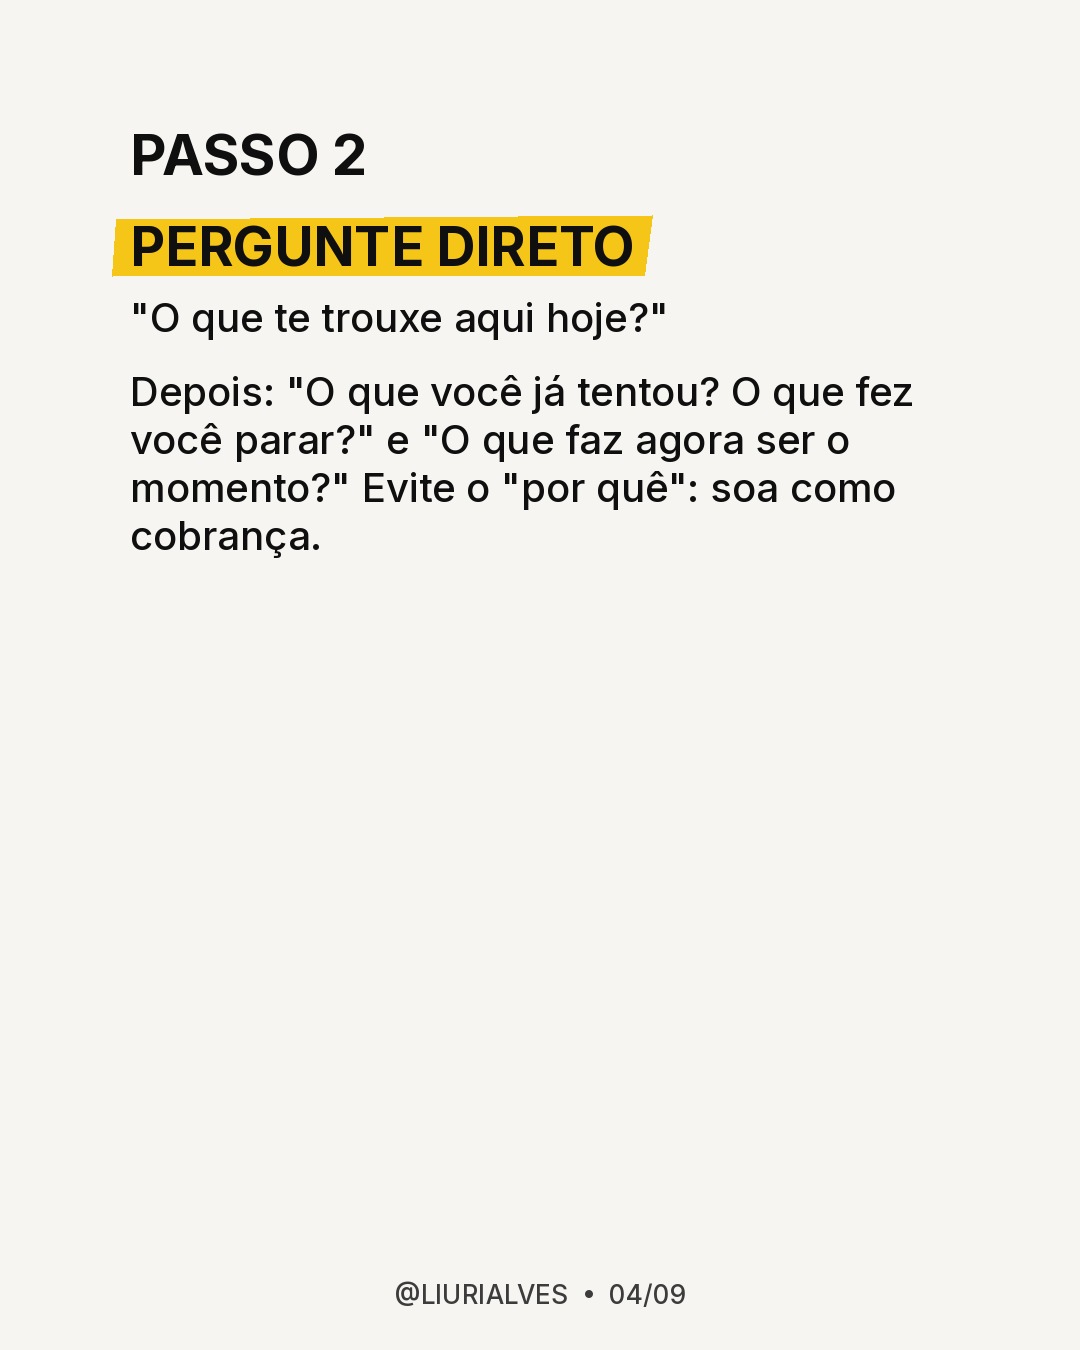 PASSO 2
PERGUNTE DIRETO
"O que te trouxe aqui hoje?"
Depois: "O que você já tentou? O que fez
você parar?" e "O que faz agora ser o
momento?" Evite o "por quê": soa como
cobrança.
@LIURIALVES • 04/09